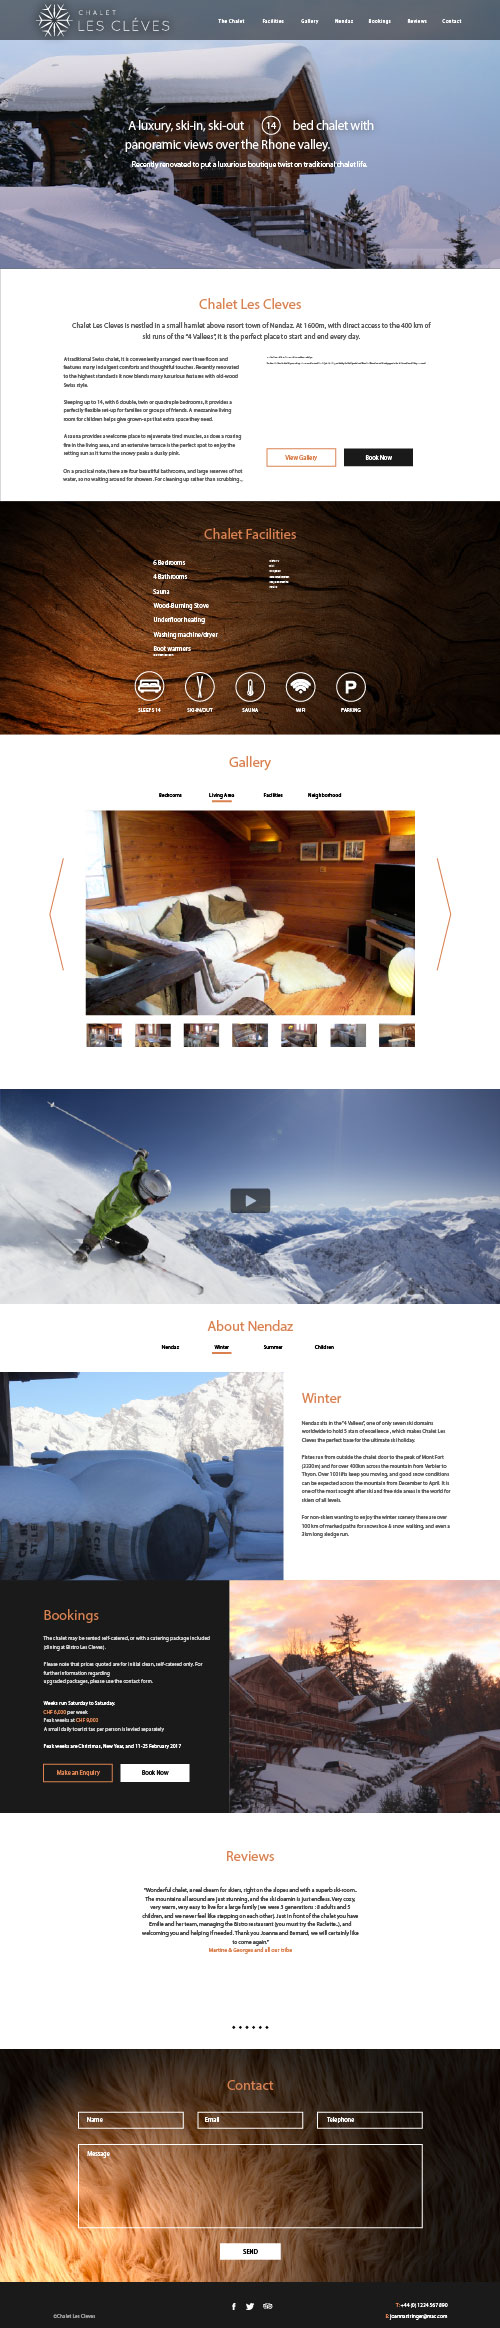 CHALET
LES CLÉVES
The Chalet Facilities Gallery Nendaz Bookings Reviews Contact
A luxury, ski-in, ski-out 14 bed chalet with
panoramic views over the Rhone valley.
Recently renovated to put a luxurious boutique twist on traditional chalet life.
Chalet Les Cleves
Chalet Les Cleves is nestled in a small hamlet above resort town of Nendaz. At 1600m, with direct access to the 400 km of
ski runs of the "4 Vallees", it is the perfect place to start and end every day.
A traditional Swiss chalet, it is conveniently arranged over three floors and
features many indulgent comforts and thoughtful touches. Recently renovated
to the highest standards it now blends many luxurious features with old-wood
Swiss style.
Sleeping up to 14, with 6 double, twin or quadruple bedrooms, it provides a
perfectly flexible set-up for families or groups of friends. A mezzanine living
room for children helps give grown-ups that extra space they need.
A sauna provides a welcome place to rejuvenate tired muscles, as does a roaring
fire in the living area, and an extensive terrace is the perfect spot to enjoy the
setting sun as it turns the snowy peaks a dusky pink.
On a practical note, there are four beautiful bathrooms, and large reserves of hot
water, so no waiting around for showers. For cleaning up rather than scrubbing...
View Gallery Book Now
Chalet Facilities
6 Bedrooms
4 Bathrooms
Sauna
Wood-Burning Stove
Underfloor heating
Washing machine/dryer
Boot warmers
P
SLEEPS 14 SKI-IN/OUT SAUNA WIFI PARKING
Gallery
Bedrooms Living Area Facilities Neighborhood
About Nendaz
Nendaz Winter Summer Children
Winter
Nendaz sits in the "4 Vallees", one of only seven ski domains
worldwide to hold 5 stars of excellence, which makes Chalet Les
Cleves the perfect base for the ultimate ski holiday.
Pistes run from outside the chalet door to the peak of Mont Fort
(3330m) and for over 400km across the mountain from Verbier to
Thyon. Over 100 lifts keep you moving, and good snow conditions
can be expected across the mountain from December to April. It is
one of the most sought after ski and free ride areas in the world for
skiers of all levels.
For non-skiers wanting to enjoy the winter scenery there are over
100 km of marked paths for snowshoe & snow walking, and even a
3km long sledge run.
Bookings
The chalet may be rented self-catered, or with a catering package included
(dining at Bistro Les Cleves).
Please note that prices quoted are for initial clean, self-catered only. For
further information regarding
upgraded packages, please use the contact form.
Weeks run Saturday to Saturday.
CHF 6,000 per week
Peak weeks at CHF 9,000
A small daily tourist tax per person is levied separately
Peak weeks are Christmas, New Year, and 11-25 February 2017
Make an Enquiry Book Now
Reviews
"Wonderful chalet, a real dream for skiers, right on the slopes and with a superb ski-room..
The mountains all around are just stunning, and the ski doamin is just endless. Very cozy,
very warm, very easy to live for a large family (we were 3 generations : 8 adults and 5
children, and we never feel like stepping on each other). Just in front of the chalet you have
Emilie and her team, managing the Bistro restaurant (you must try the Raclette..), and
welcoming you and helping if needed. Thank you Joanna and Bernard, we will certainly like
to come again."
Martine & Georges and all our tribe
Contact
Name Email Telephone
Message
SEND
©Chalet Les Cleves
T: +44 (0) 1234 567 890